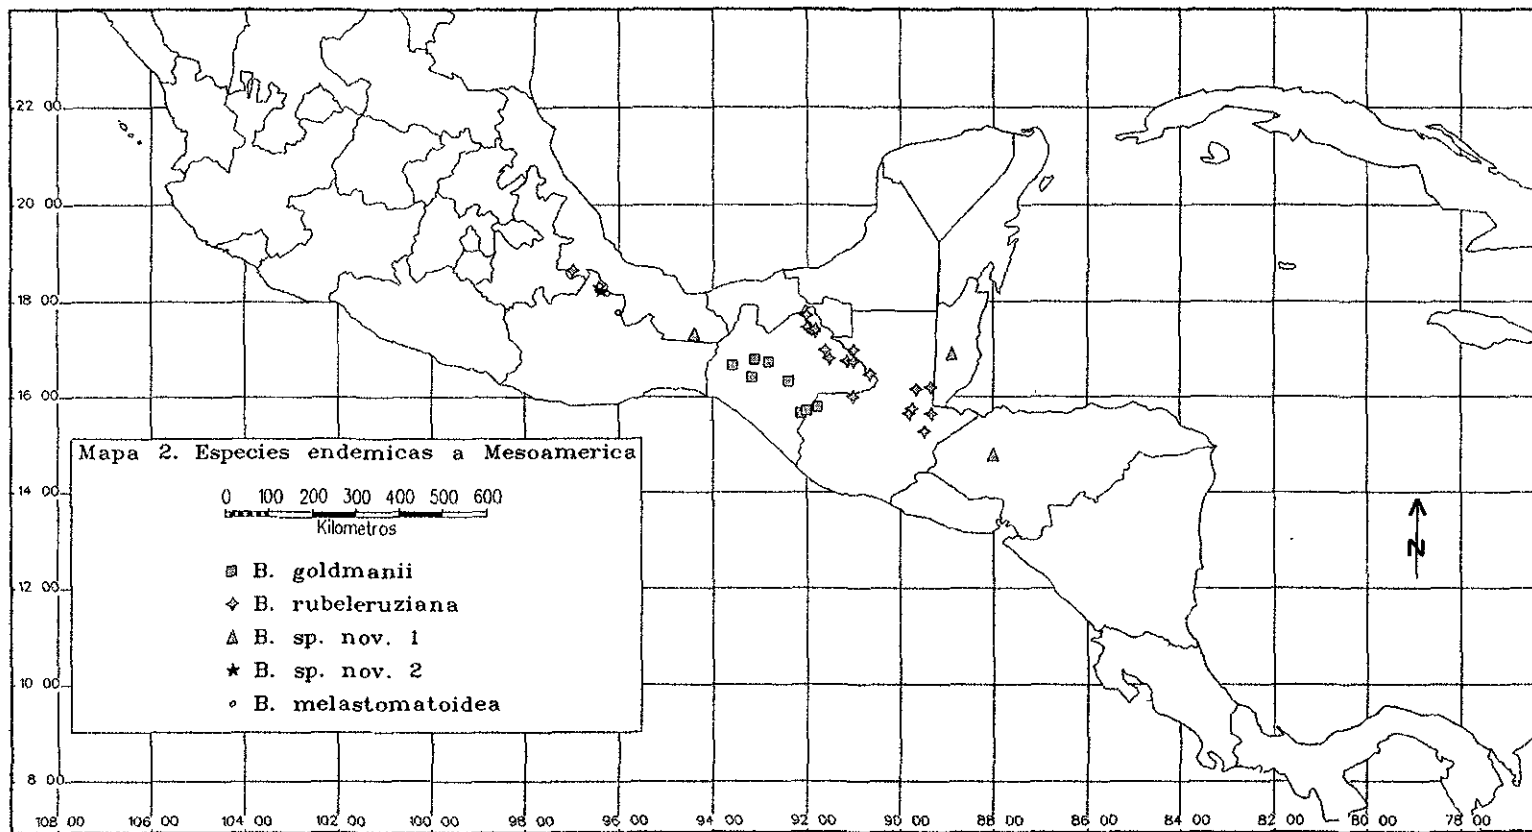 22 00
20 00
18 00
16 00
Mapa 2. Especies endemicas a Mesoamerica
0 100 200 300 400 500 600
Kilometros
14 00
B. goldmanii
12 00
B. rubeleruziana
B. sp. nov. 1
B. sp. nov. 2
10 00
B. melastomatoidea
N
8 00
108 00 106 00 104 00 102 00 100 00 98 00 96 00 94 00 92 00 90 00 88 00 86 00 84 00 82 00 80 00 78 00